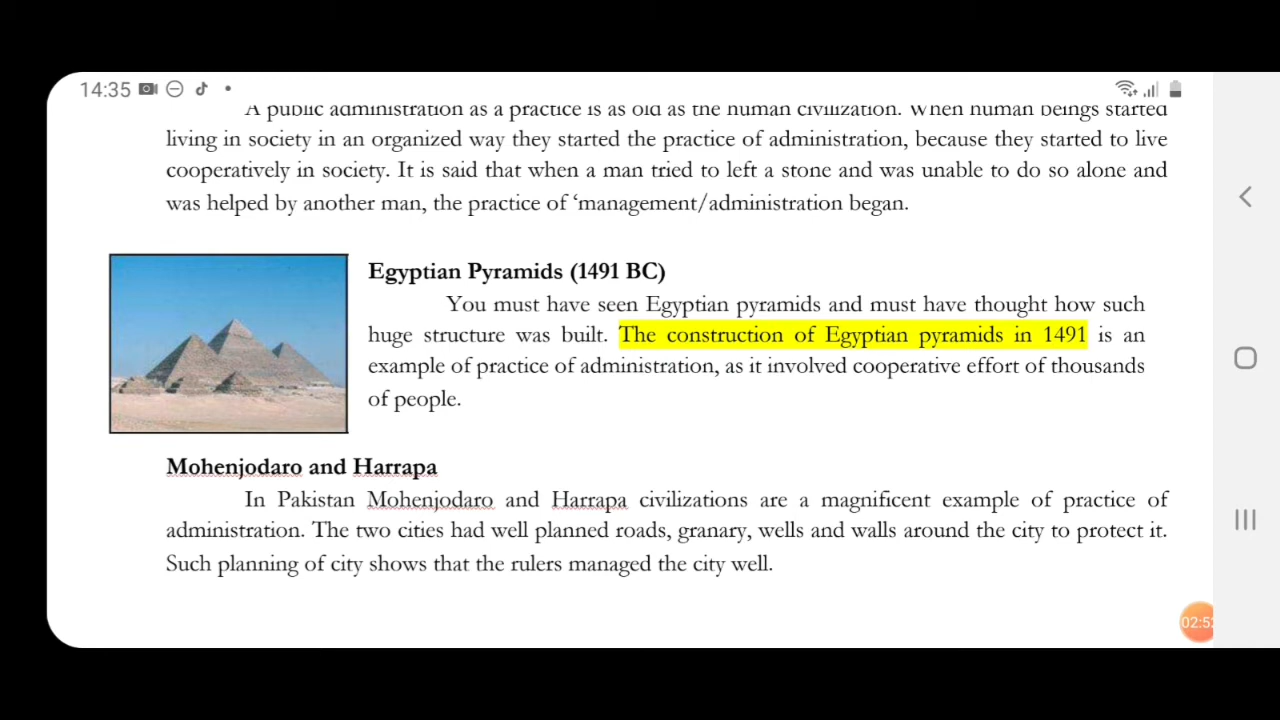 14:35
A public administration as a practice is as old as the human civilization. When human beings started
living in society in an organized way they started the practice of administration, because they started to live
cooperatively in society. It is said that when a man tried to left a stone and was unable to do so alone and
was helped by another man, the practice of ‘management/administration began.
Egyptian Pyramids (1491 BC)
You must have seen Egyptian pyramids and must have thought how such
huge structure was built. The construction of Egyptian pyramids in 1491 is an
example of practice of administration, as it involved cooperative effort of thousands
of people.
Mohenjodaro and Harrapa
In Pakistan Mohenjodaro and Harrapa civilizations are a magnificent example of practice of
administration. The two cities had well planned roads, granary, wells and walls around the city to protect it.
Such planning of city shows that the rulers managed the city well.